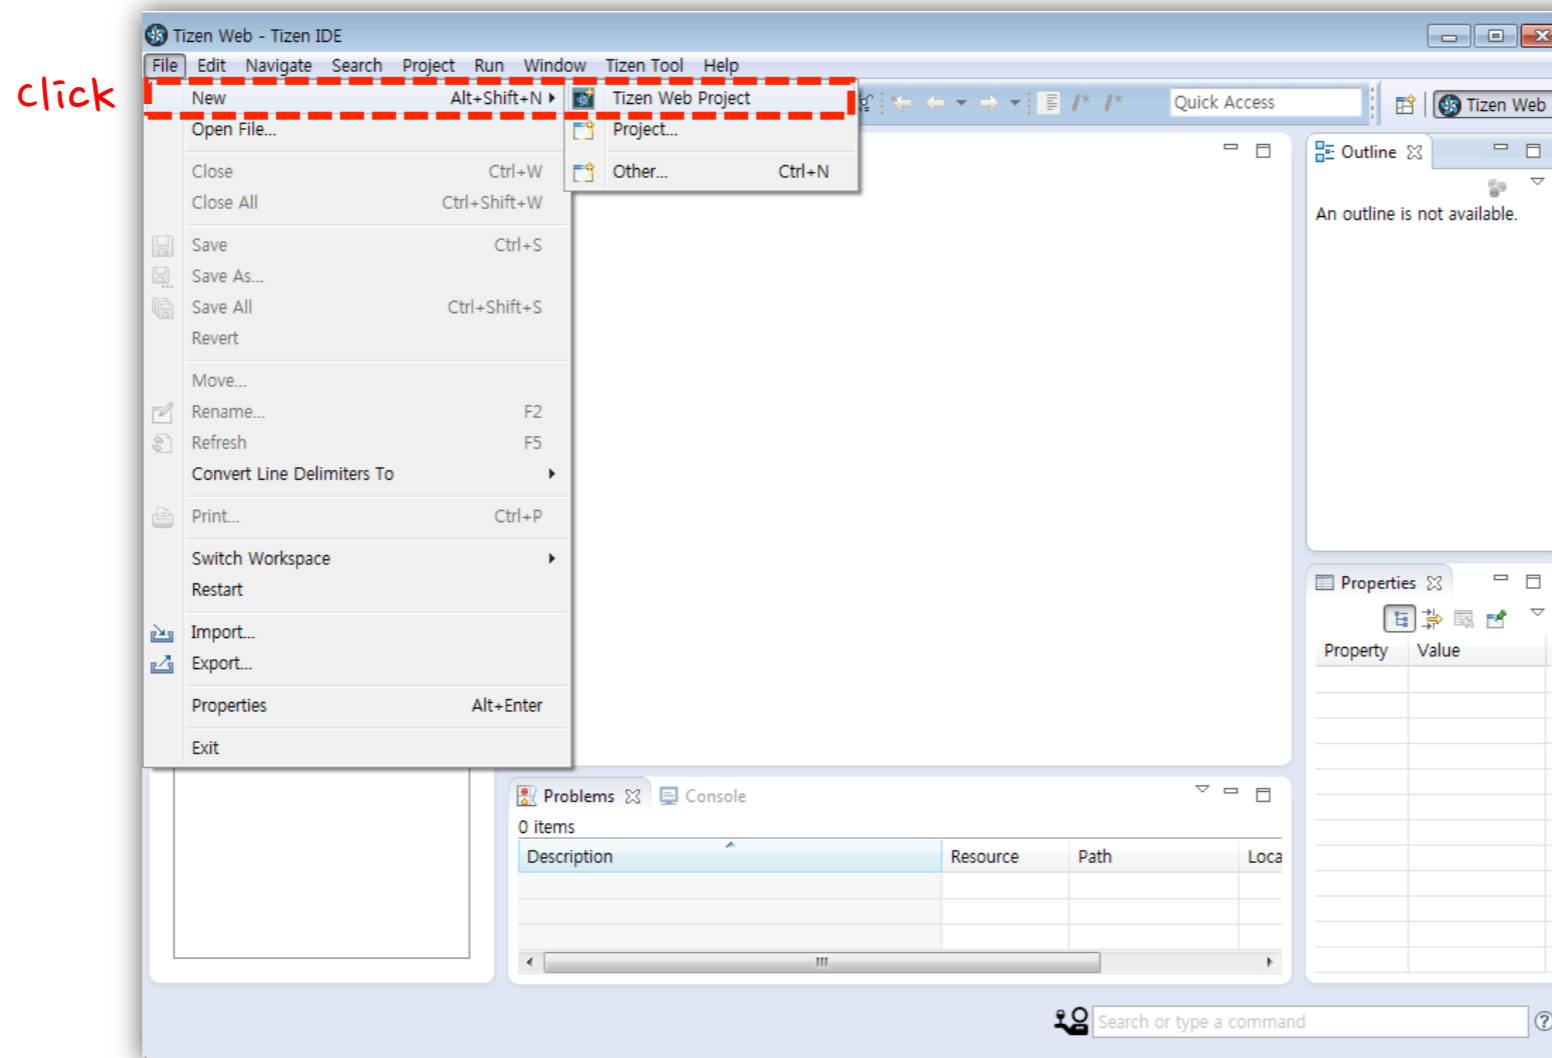 Tizen Web - Tizen IDE
File Edit Navigate Search Project Run Window Tizen Tool Help
click
New Alt+Shift+N
Tizen Web Project
Quick Access
Tizen Web
Open File...
Project...
Close Ctrl+W
Other... Ctrl+N
Close All Ctrl+Shift+W
Save Ctrl+S
Save As...
Save All Ctrl+Shift+S
Revert
Move...
Rename... F2
Refresh F5
Convert Line Delimiters To
Print... Ctrl+P
Switch Workspace
Restart
Import...
Export...
Properties Alt+Enter
Exit
Outline
An outline is not available.
Properties
Property Value
Problems Console
0 items
Description Resource Path Loca
Search or type a command